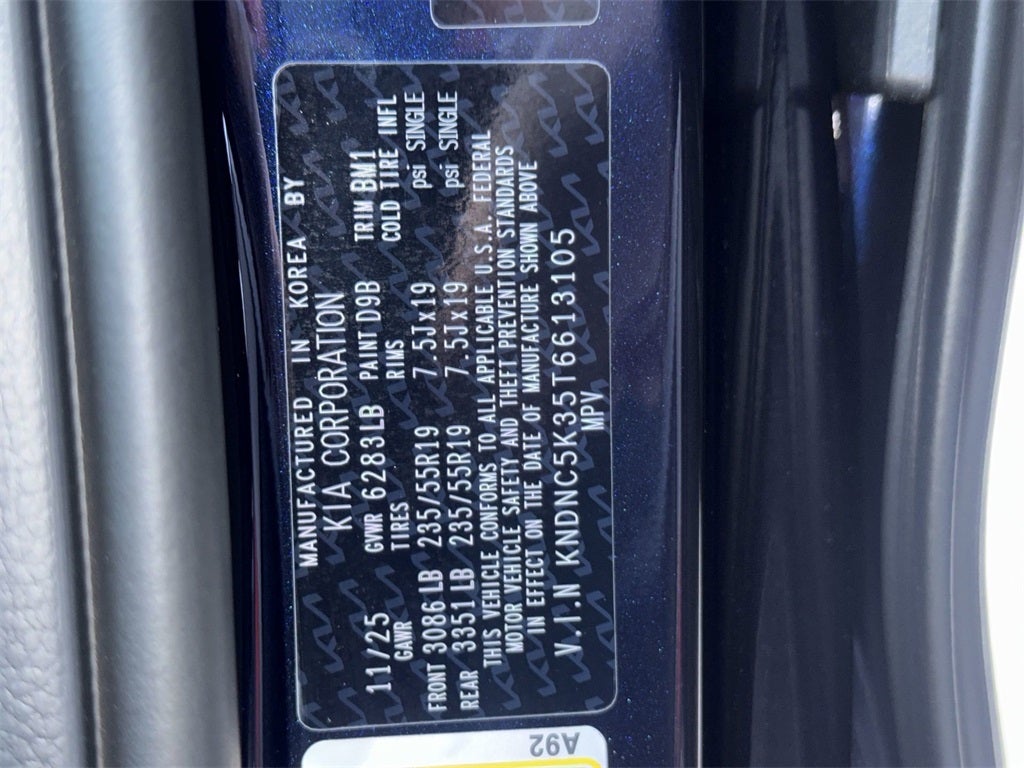 MANUFACTURED IN KOREA BY
KIA CORPORATION
11/25 GVWR 6283LB PAINT D9B TRIM BM1
GAWR TIRES RIMS COLD TIRE INFL
FRONT 3086LB 235/55R19 7.5Jx19 psi SINGLE
REAR 3351LB 235/55R19 7.5Jx19 psi SINGLE
THIS VEHICLE CONFORMS TO ALL APPLICABLE U.S.A. FEDERAL
MOTOR VEHICLE SAFETY AND THEFT PREVENTION STANDARDS
IN EFFECT ON THE DATE OF MANUFACTURE SHOWN ABOVE
V.I.N KNDNC5K35T6613105
MPV
A92